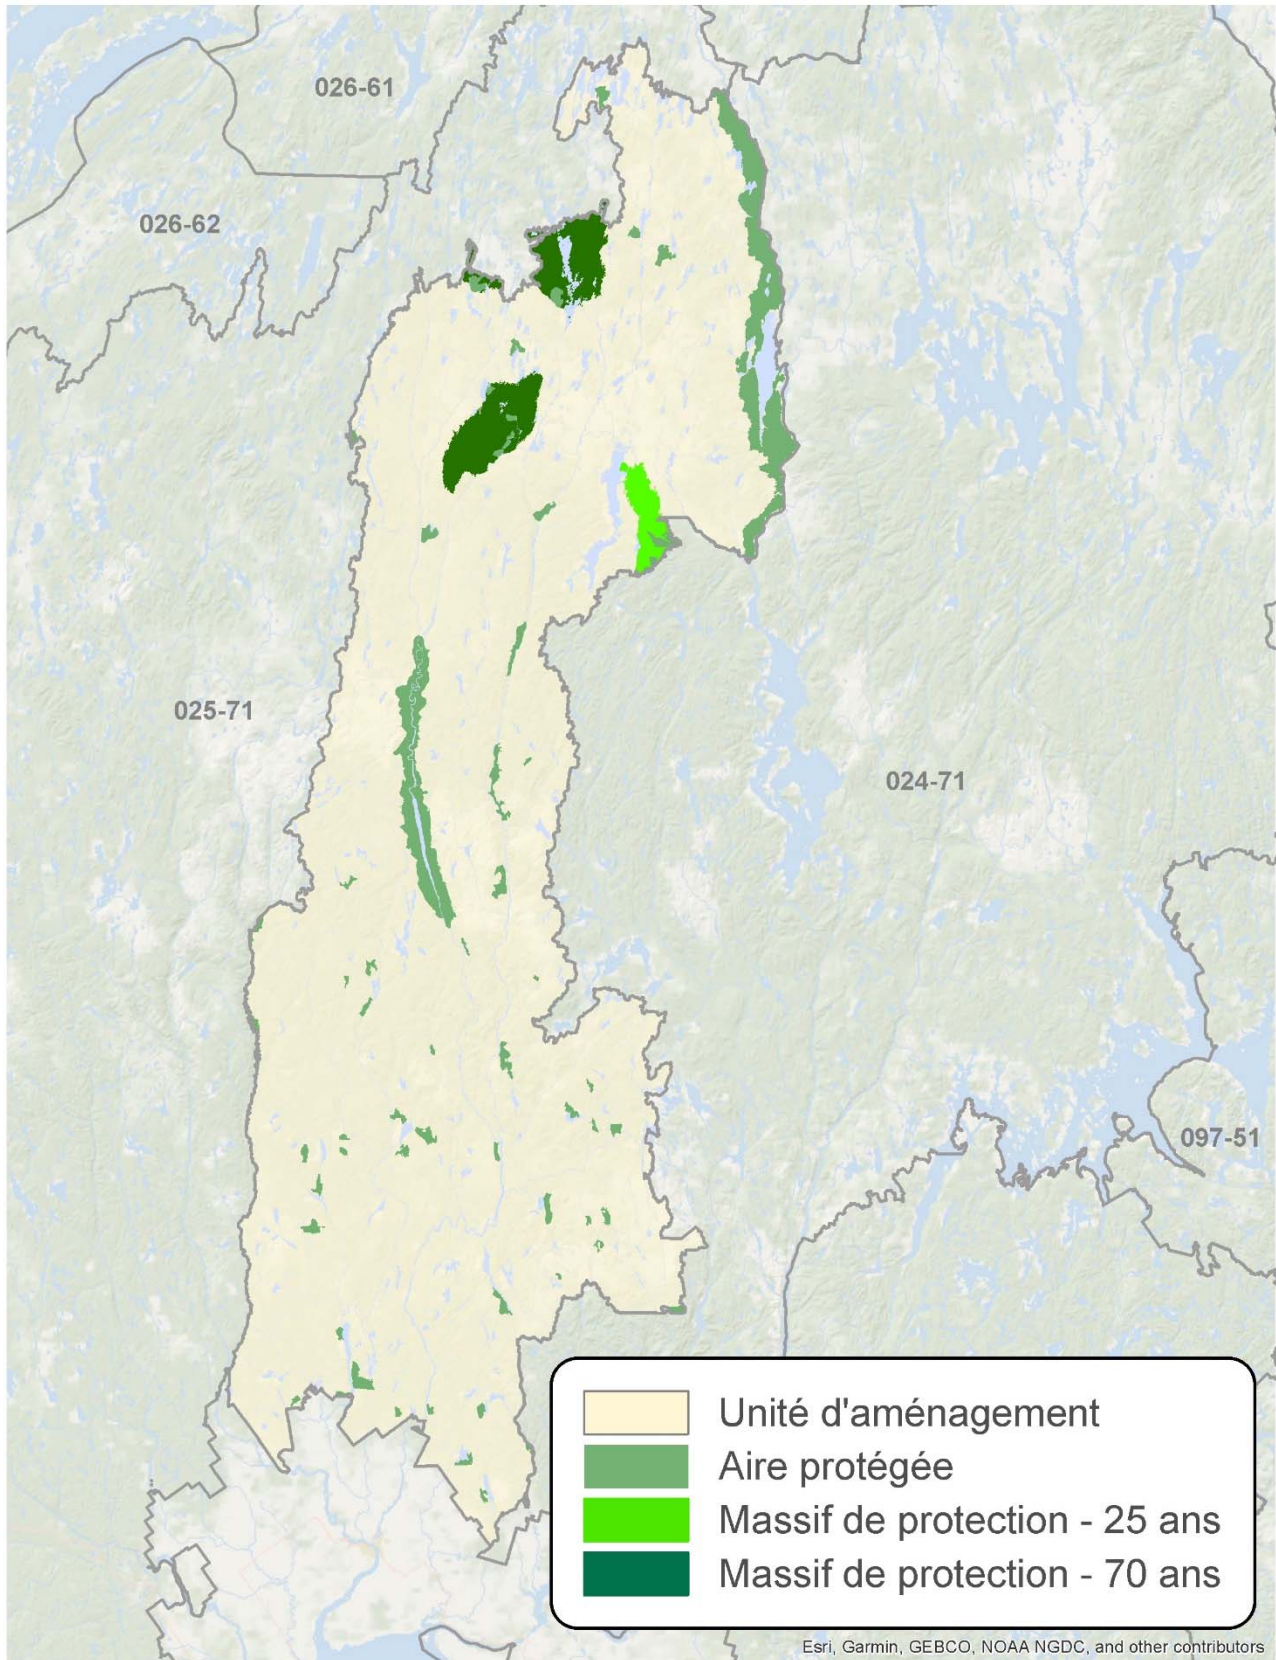 026-61
026-62
025-71
024-71
097-51
Unité d'aménagement
Aire protégée
Massif de protection - 25 ans
Massif de protection - 70 ans
Esri, Garmin, GEBCO, NOAA NGDC, and other contributors